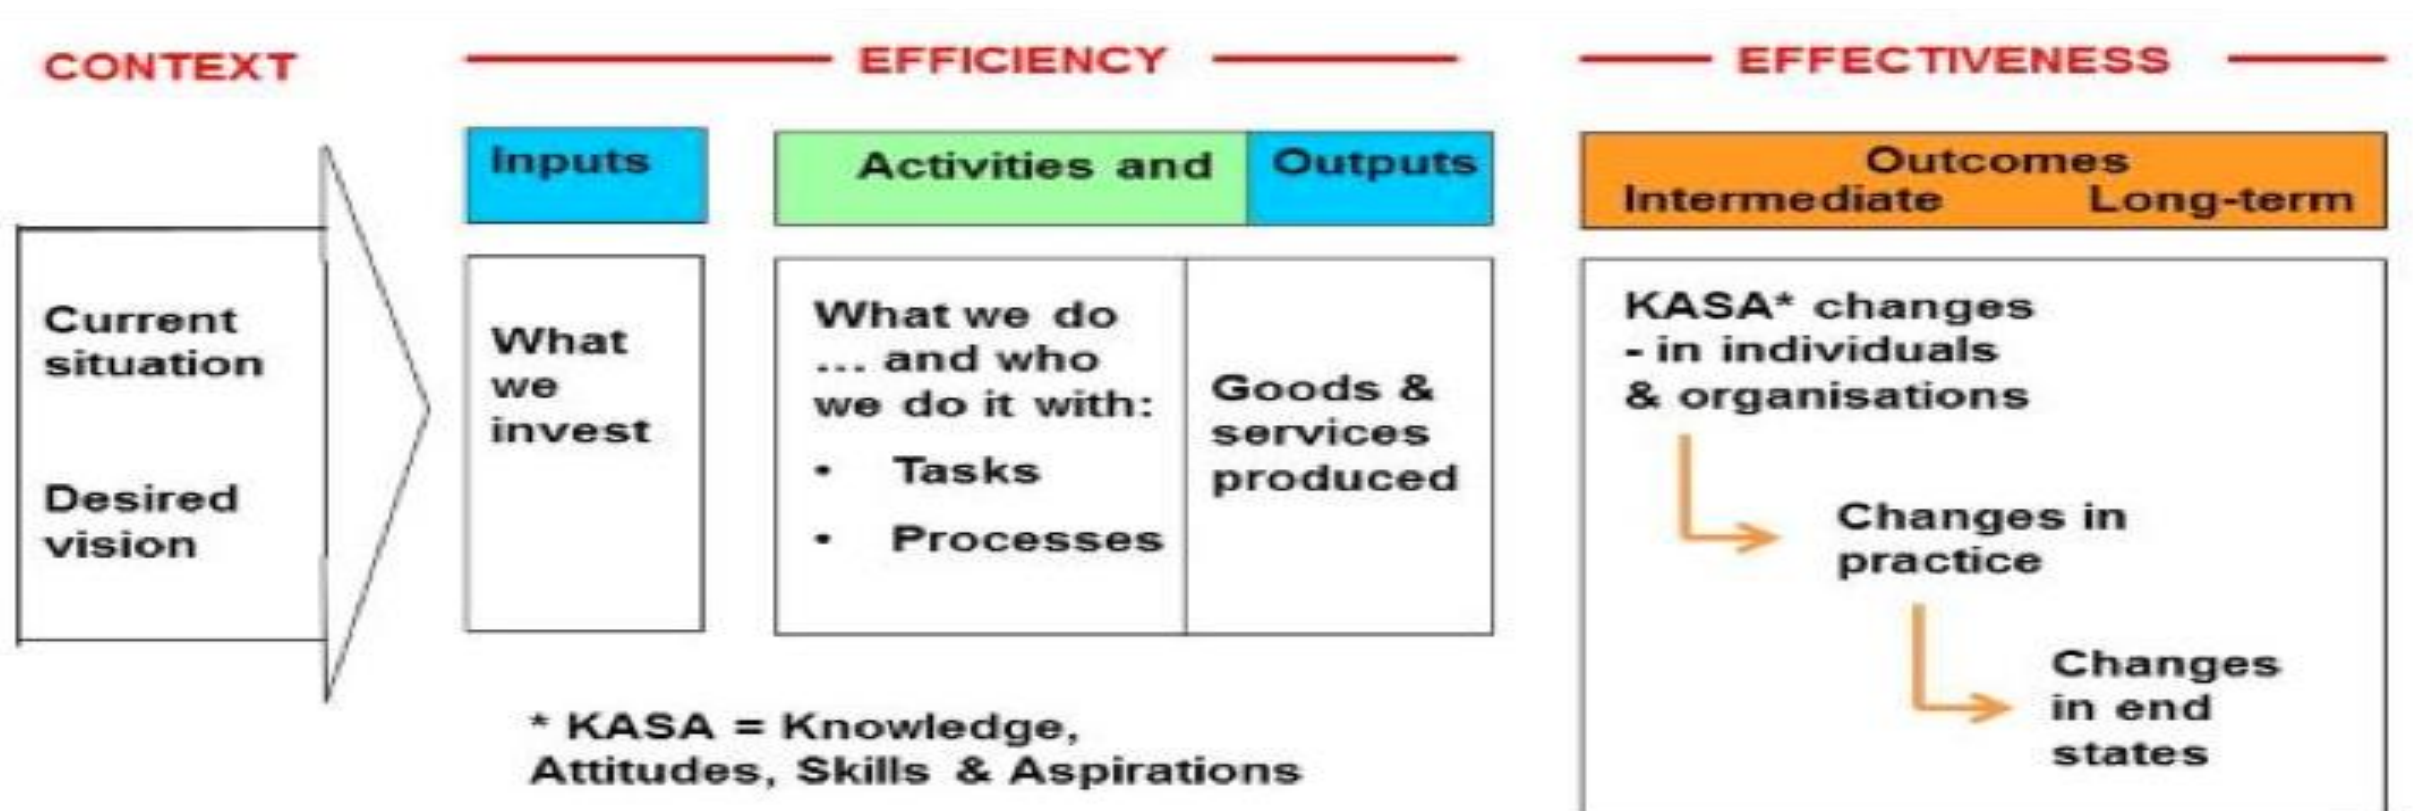 CONTEXT
EFFICIENCY
EFFECTIVENESS
Inputs
Activities and
Outputs
Outcomes
Intermediate Long-term
Current
situation
Desired
vision
What
we
invest
What we do
... and who
we do it with:
• Tasks
• Processes
Goods &
services
produced
KASA* changes
- in individuals
& organisations
Changes in
practice
Changes
in end
states
* KASA = Knowledge,
Attitudes, Skills & Aspirations